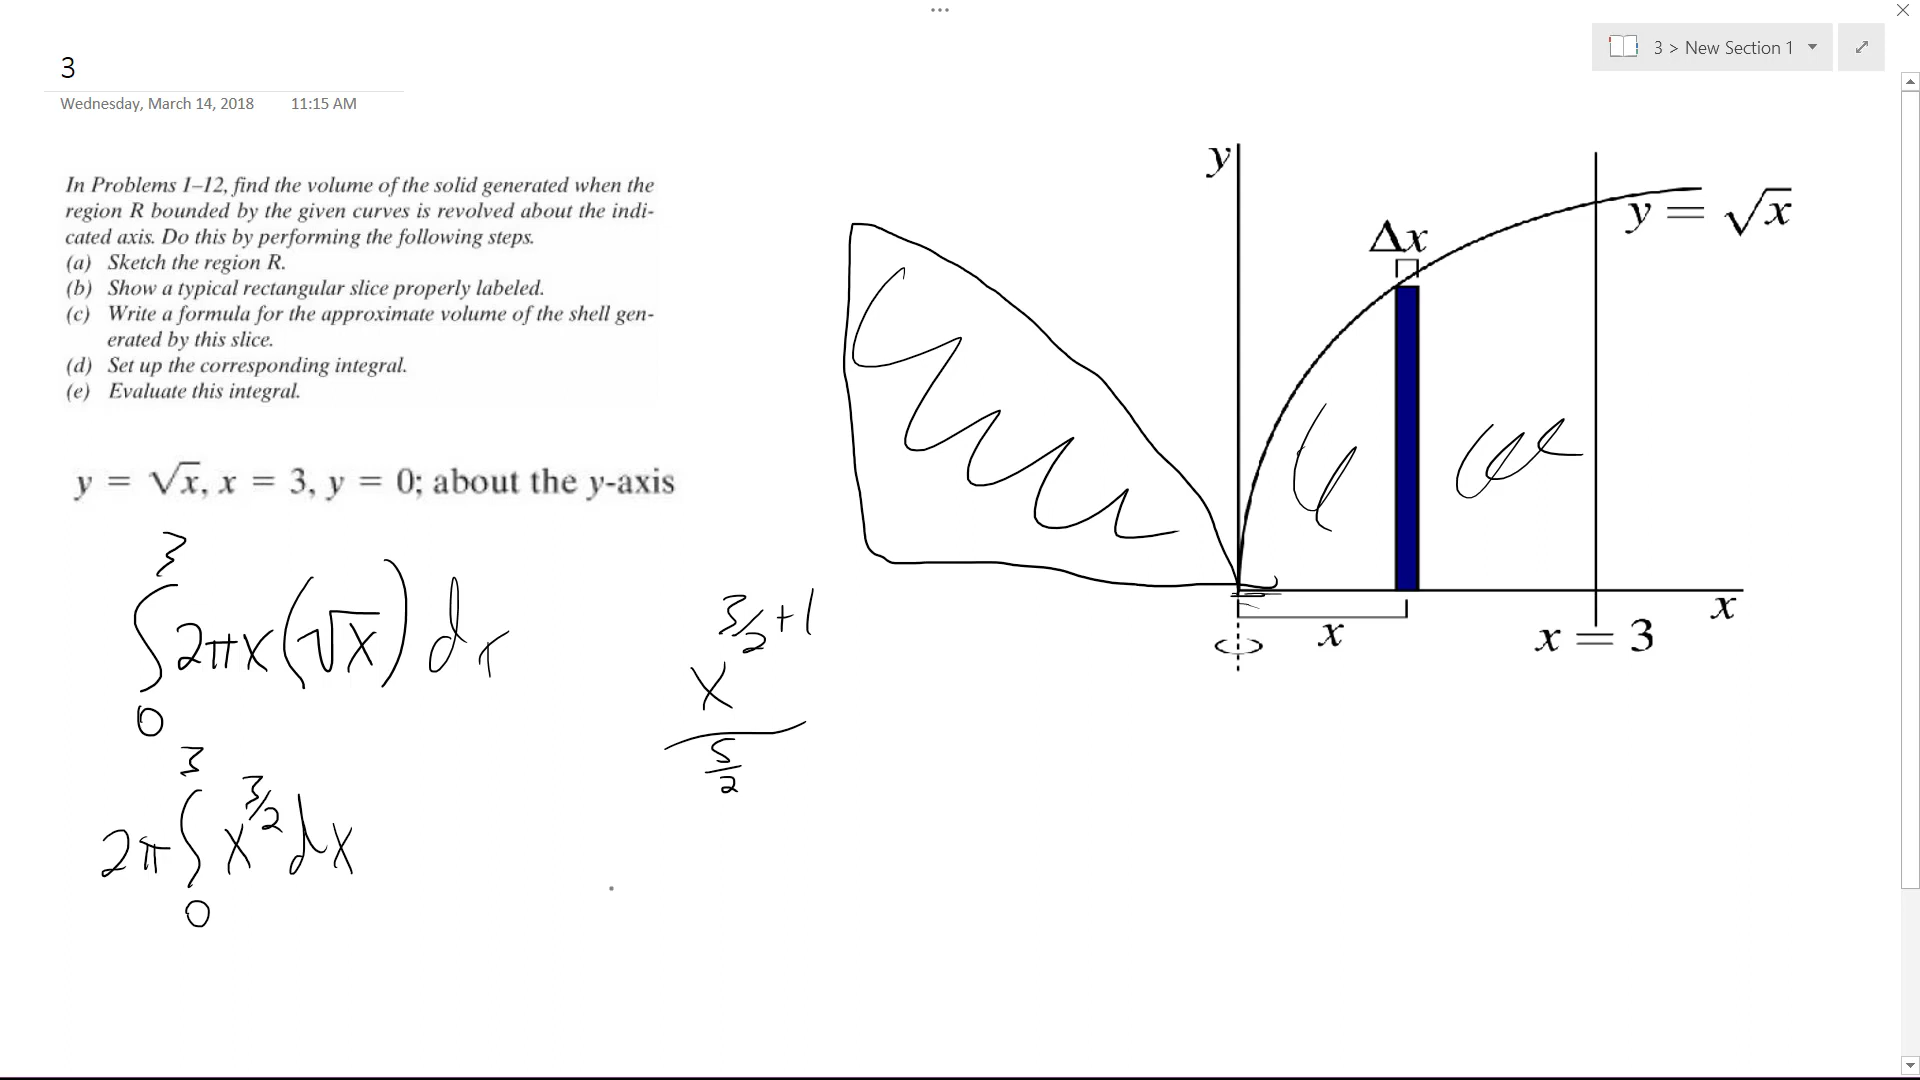 3 > New Section 1
3
Wednesday, March 14, 2018 11:15 AM
In Problems 1–12, find the volume of the solid generated when the
region R bounded by the given curves is revolved about the indi-
cated axis. Do this by performing the following steps.
(a) Sketch the region R.
(b) Show a typical rectangular slice properly labeled.
(c) Write a formula for the approximate volume of the shell gen-
erated by this slice.
(d) Set up the corresponding integral.
(e) Evaluate this integral.
y = √x, x = 3, y = 0; about the y-axis
∫₀³ 2πx(√x) dx
2π ∫₀³ x^3/2 dx
x^3/2+1
5/2
y
Δx
y = √x
x
x = 3
x